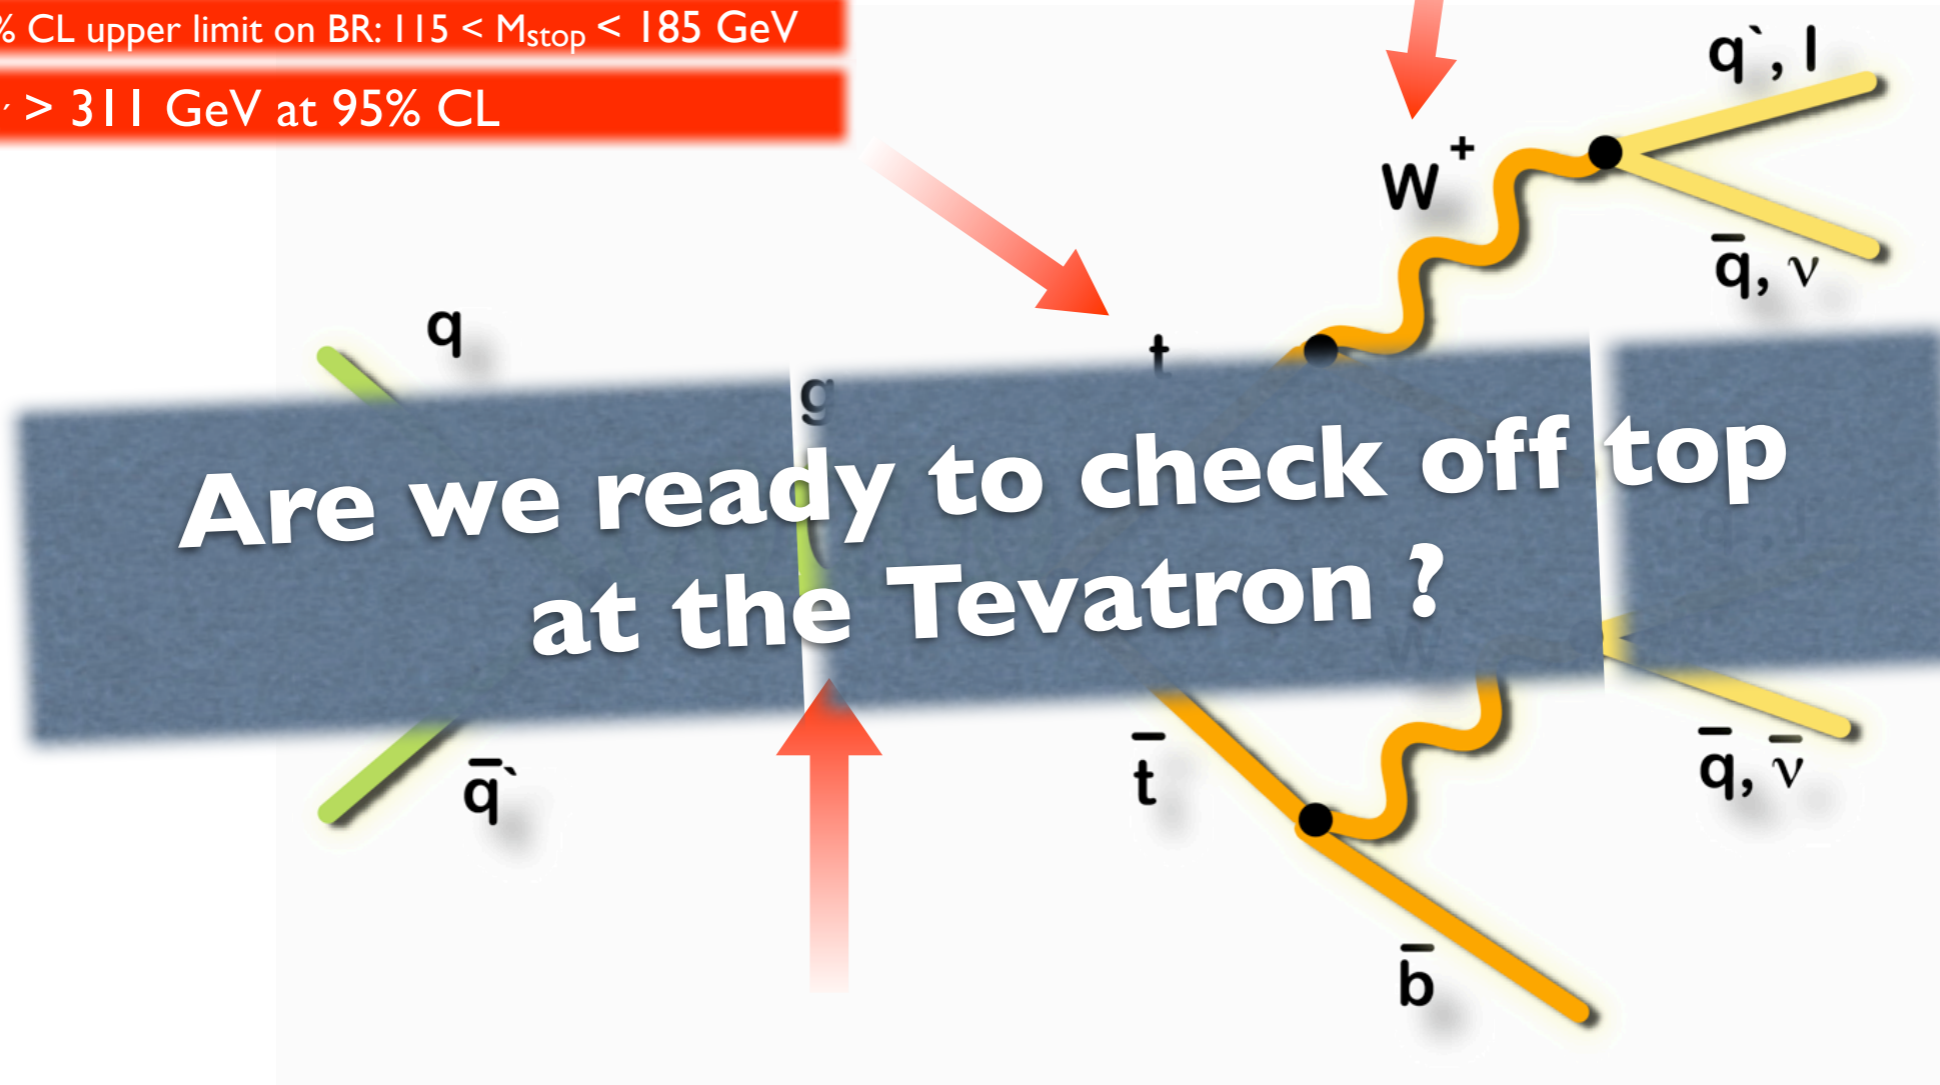 % CL upper limit on BR: 115 < Mstop < 185 GeV
> 311 GeV at 95% CL
q`, l
W+
q̅, ν
q
t
g
Are we ready to check off top
at the Tevatron ?
q̅`
t̅
q̅, ν̅
b̅